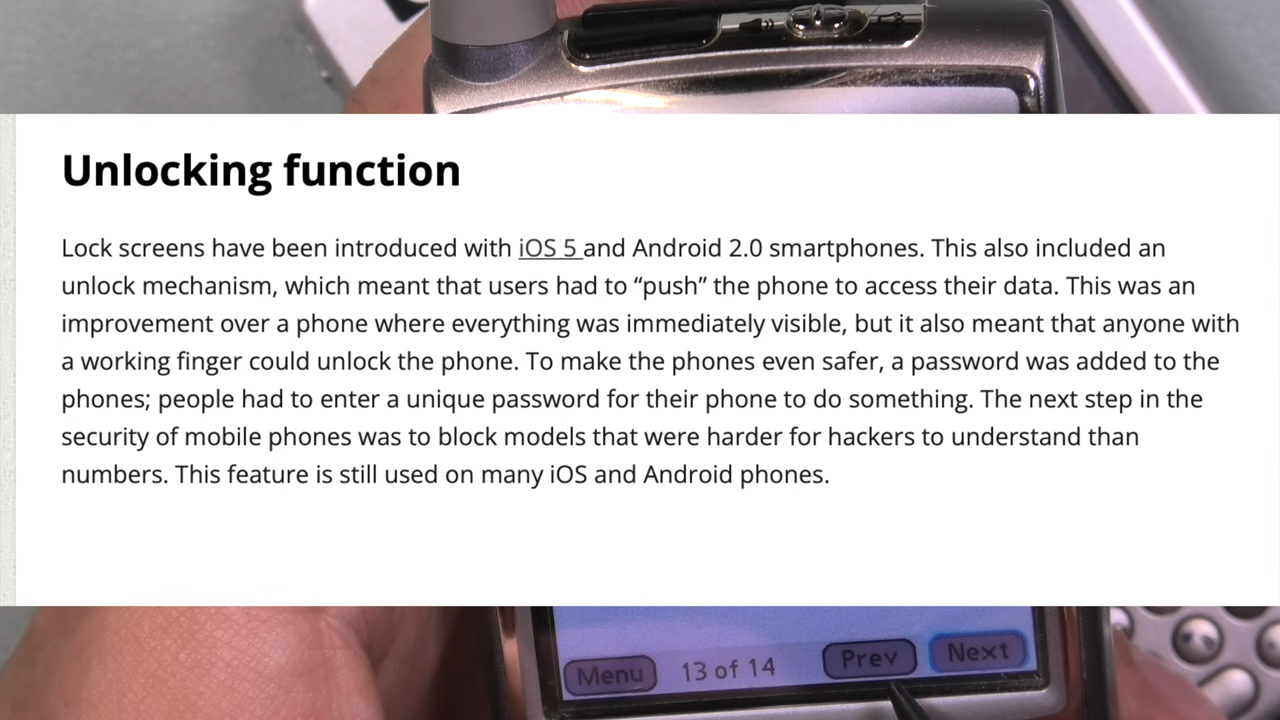 Unlocking function
Lock screens have been introduced with iOS 5 and Android 2.0 smartphones. This also included an
unlock mechanism, which meant that users had to “push” the phone to access their data. This was an
improvement over a phone where everything was immediately visible, but it also meant that anyone with
a working finger could unlock the phone. To make the phones even safer, a password was added to the
phones; people had to enter a unique password for their phone to do something. The next step in the
security of mobile phones was to block models that were harder for hackers to understand than
numbers. This feature is still used on many iOS and Android phones.
Menu 13 of 14 Prev Next